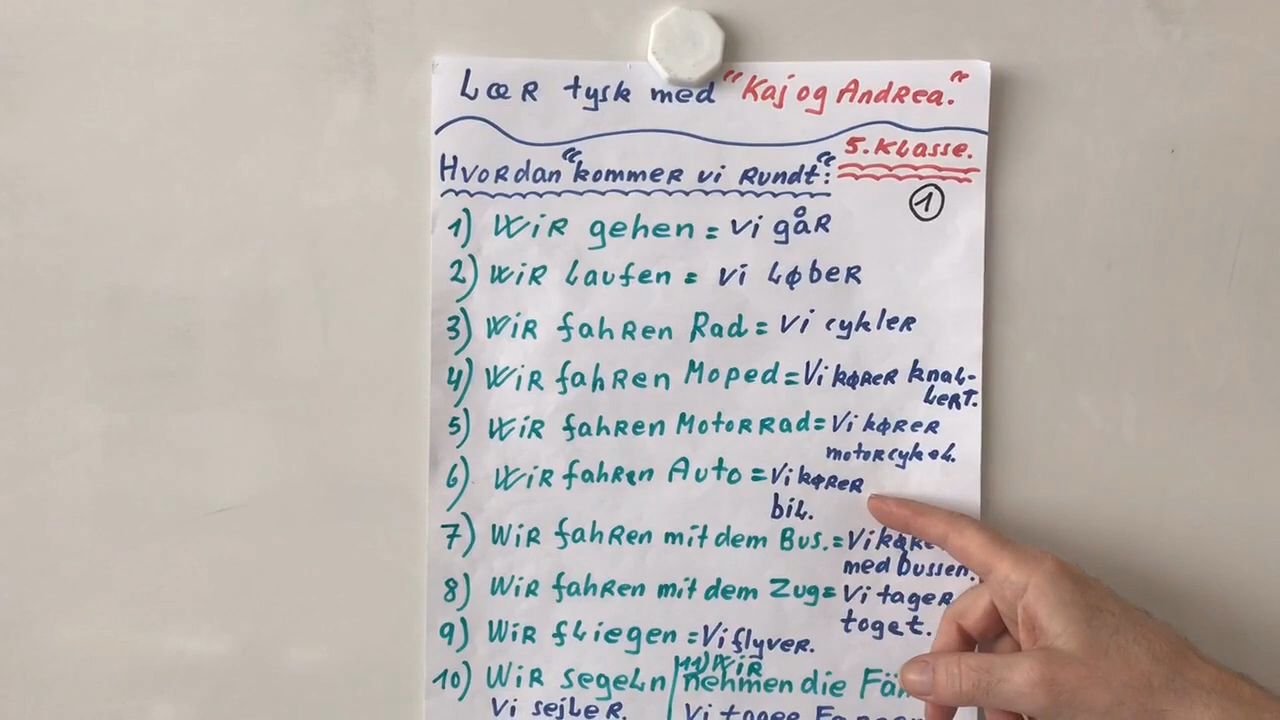 Lær tysk med "Kaj og Andrea."
5. Klasse.
Hvordan "kommer vi rundt":
1
1) Wir gehen = Vi går
2) Wir laufen = Vi løber
3) Wir fahren Rad = Vi cykler
4) Wir fahren Moped = Vi kører knal-
lert.
5) Wir fahren Motorrad = Vi kører
motorcykel.
6) Wir fahren Auto = Vi kører
bil.
7) Wir fahren mit dem Bus. = Vi
med bussen.
8) Wir fahren mit dem Zug = Vi tager
toget.
9) Wir fliegen = Vi flyver.
10) Wir segeln / 11) Wir
nehmen die
Vi sejler. Vi tager